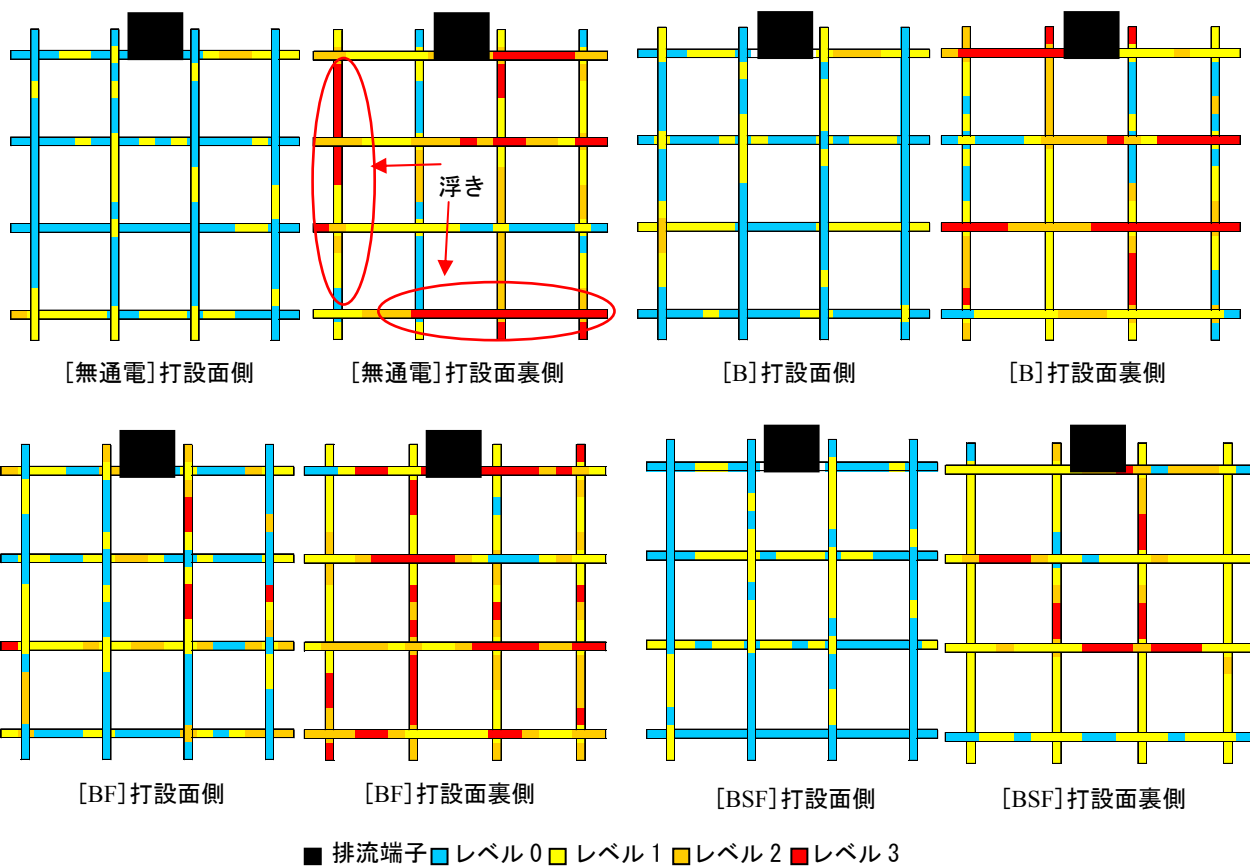 浮き
[無通電]打設面側
[無通電]打設面裏側
[B]打設面側
[B]打設面裏側
[BF]打設面側
[BF]打設面裏側
[BSF]打設面側
[BSF]打設面裏側
排流端子 レベル 0 レベル 1 レベル 2 レベル 3